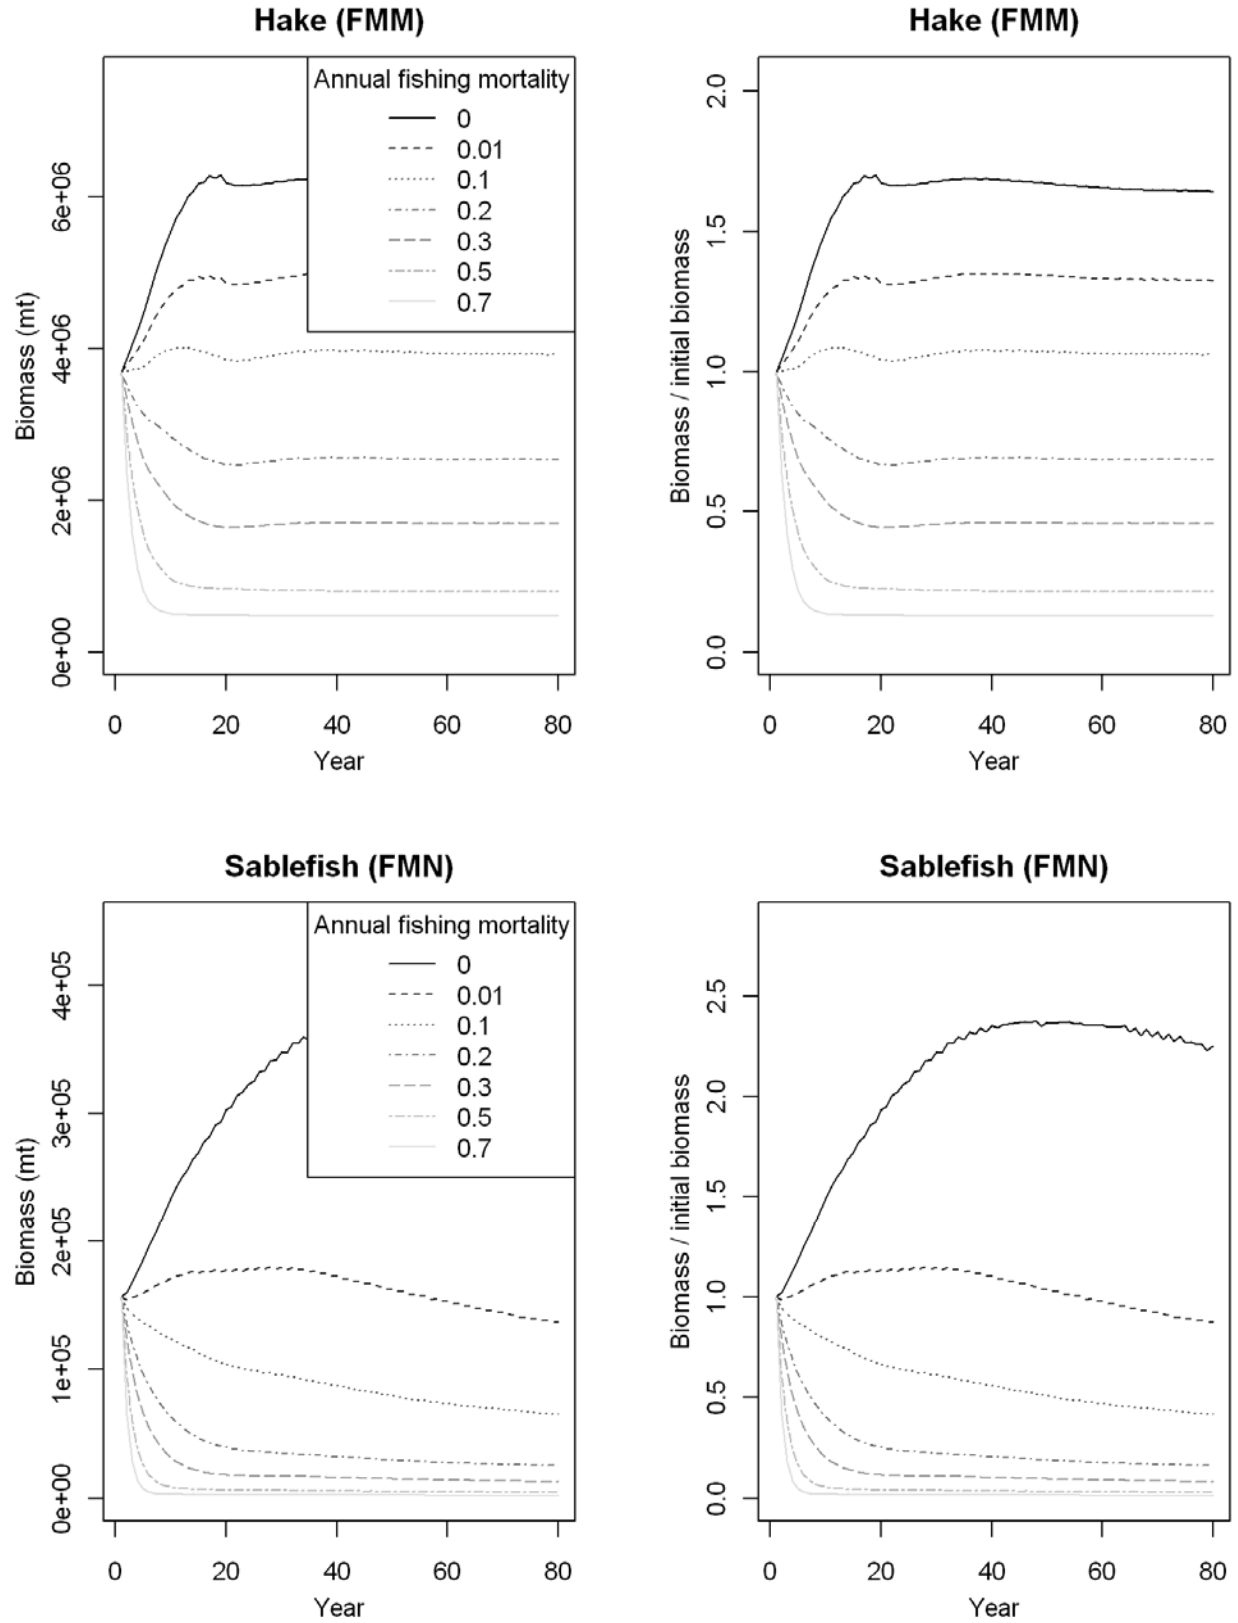 Hake (FMM)
Biomass (mt)
0e+00 2e+06 4e+06 6e+06
Annual fishing mortality
0
0.01
0.1
0.2
0.3
0.5
0.7
0 20 40 60 80
Year
Hake (FMM)
Biomass / initial biomass
0.0 0.5 1.0 1.5 2.0
0 20 40 60 80
Year
Sablefish (FMN)
Biomass (mt)
0e+00 1e+05 2e+05 3e+05 4e+05
Annual fishing mortality
0
0.01
0.1
0.2
0.3
0.5
0.7
0 20 40 60 80
Year
Sablefish (FMN)
Biomass / initial biomass
0.0 0.5 1.0 1.5 2.0 2.5
0 20 40 60 80
Year